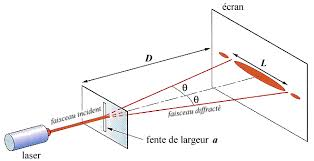 écran
D
L
θ
θ
faisceau incident
faisceau diffracté
fente de largeur a
laser